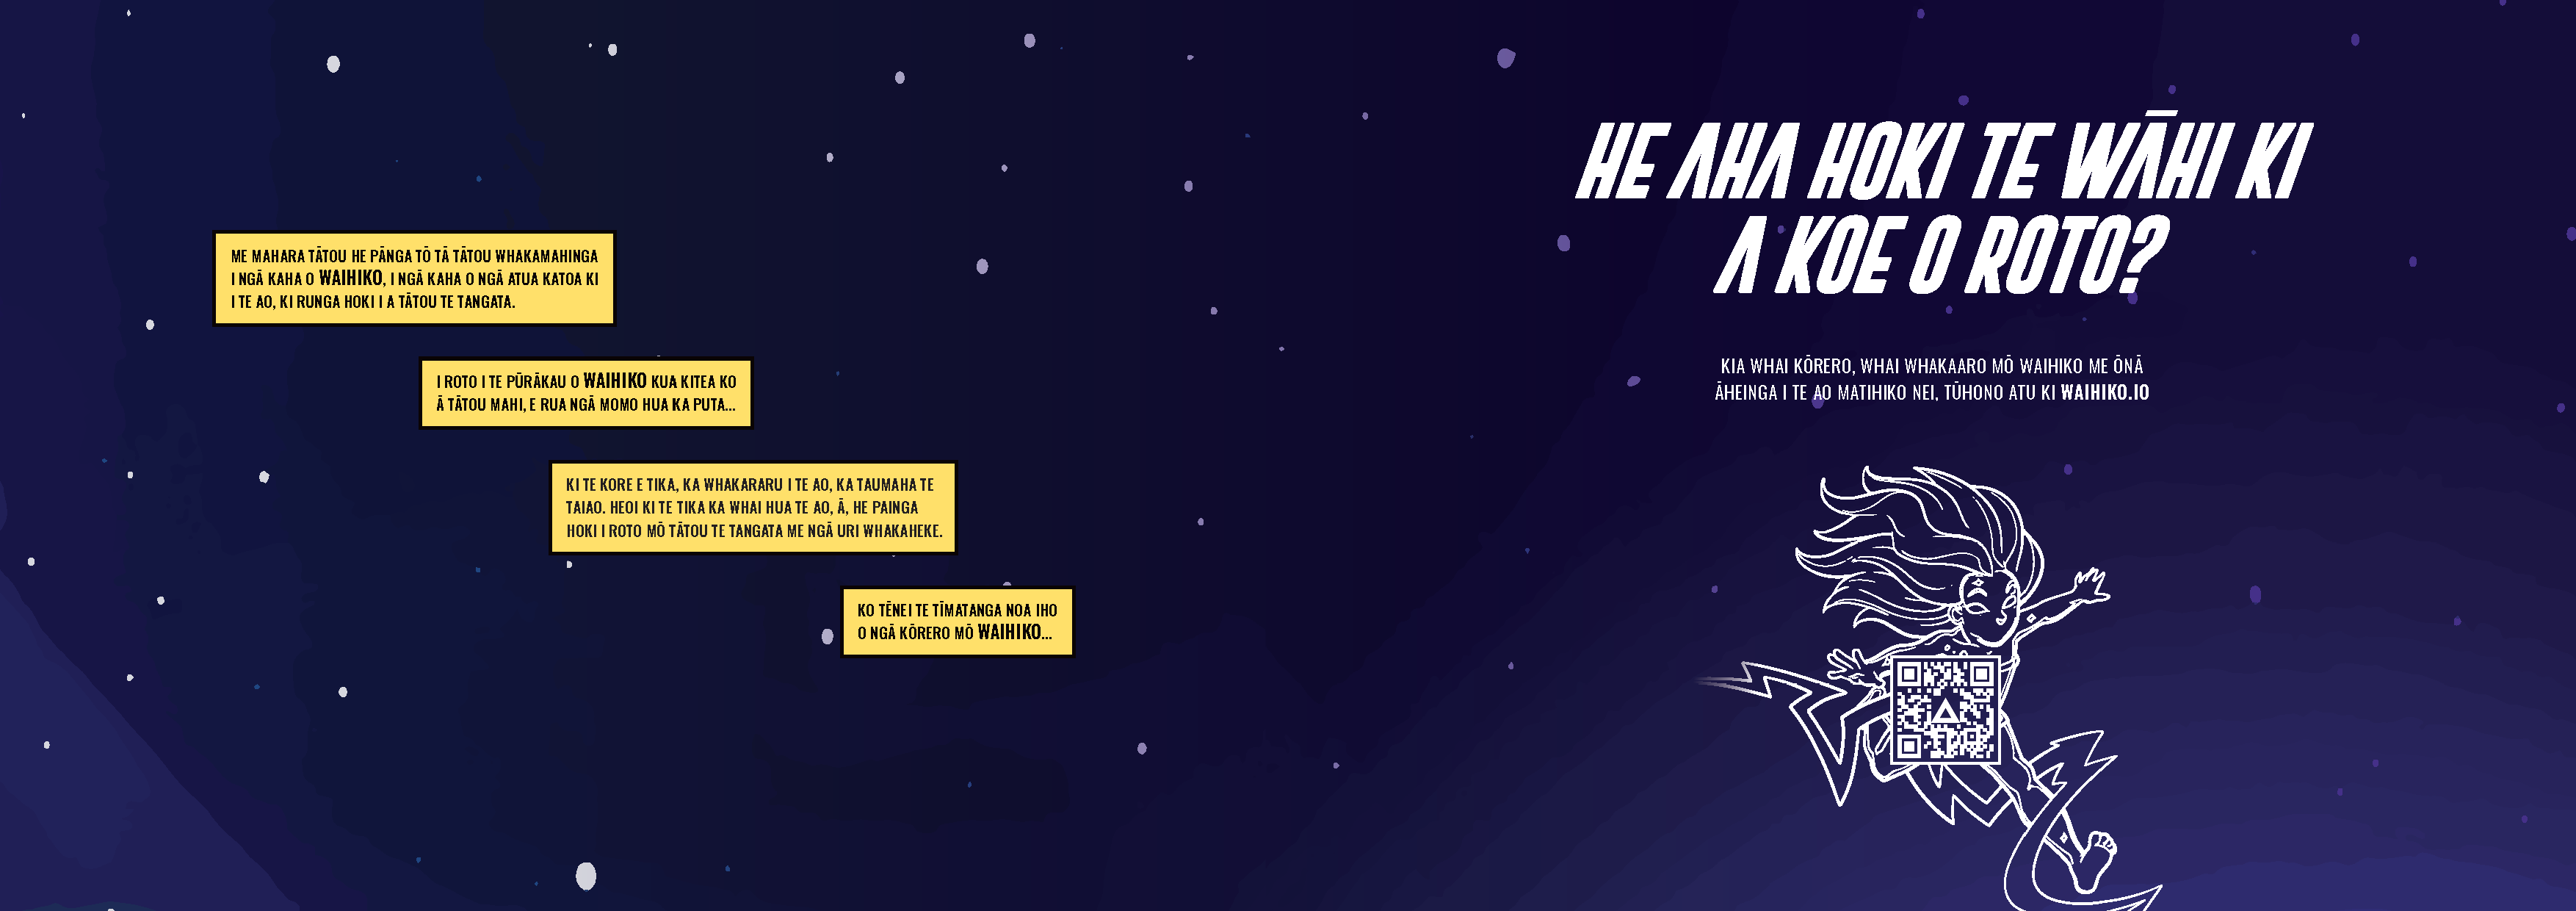 ME MAHARA TĀTOU HE PĀNGA TŌ TĀ TĀTOU WHAKAMAHINGA
I NGĀ KAHA O WAIHIKO, I NGĀ KAHA O NGĀ ATUA KATOA KI
I TE AO, KI RUNGA HOKI I A TĀTOU TE TANGATA.
I ROTO I TE PŪRĀKAU O WAIHIKO KUA KITEA KO
Ā TĀTOU MAHI, E RUA NGĀ MOMO HUA KA PUTA...
KI TE KORE E TIKA, KA WHAKARARU I TE AO, KA TAUMAHA TE
TAIAO. HEOI KI TE TIKA KA WHAI HUA TE AO, Ā, HE PAINGA
HOKI I ROTO MŌ TĀTOU TE TANGATA ME NGĀ URI WHAKAHEKE.
KO TĒNEI TE TĪMATANGA NOA IHO
O NGĀ KŌRERO MŌ WAIHIKO...
HE AHA HOKI TE WĀHI KI
A KOE O ROTO?
KIA WHAI KŌRERO, WHAI WHAKAARO MŌ WAIHIKO ME ŌNĀ
ĀHEINGA I TE AO MATIHIKO NEI, TŪHONO ATU KI WAIHIKO.IO